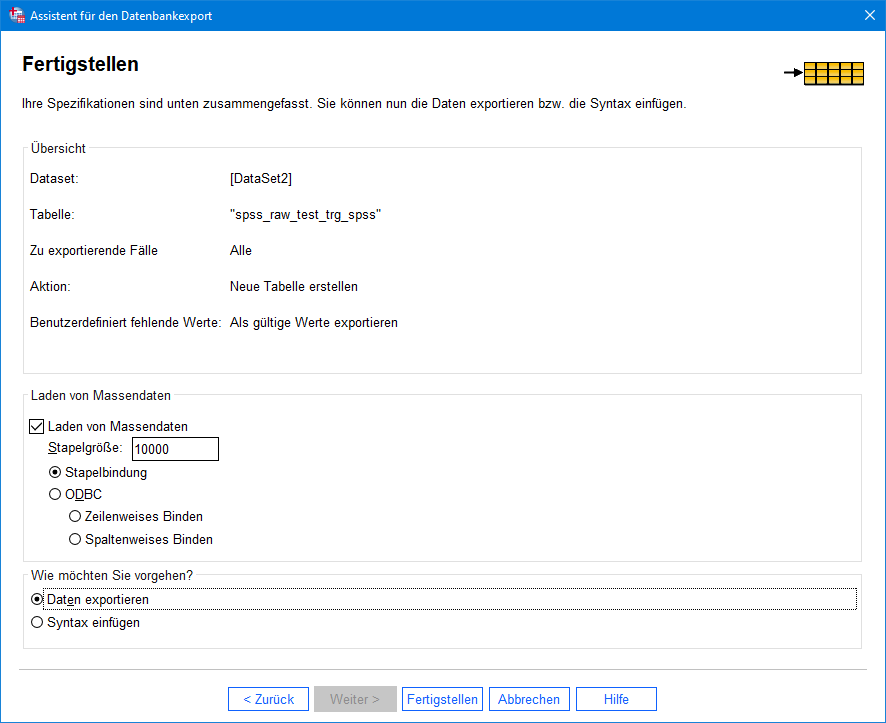 Assistent für den Datenbankexport
Fertigstellen
Ihre Spezifikationen sind unten zusammengefasst. Sie können nun die Daten exportieren bzw. die Syntax einfügen.
Übersicht
Dataset: [DataSet2]
Tabelle: "spss_raw_test_trg_spss"
Zu exportierende Fälle Alle
Aktion: Neue Tabelle erstellen
Benutzerdefiniert fehlende Werte: Als gültige Werte exportieren
Laden von Massendaten
Laden von Massendaten
Stapelgröße: 10000
Stapelbindung
ODBC
Zeilenweises Binden
Spaltenweises Binden
Wie möchten Sie vorgehen?
Daten exportieren
Syntax einfügen
< Zurück Weiter > Fertigstellen Abbrechen Hilfe